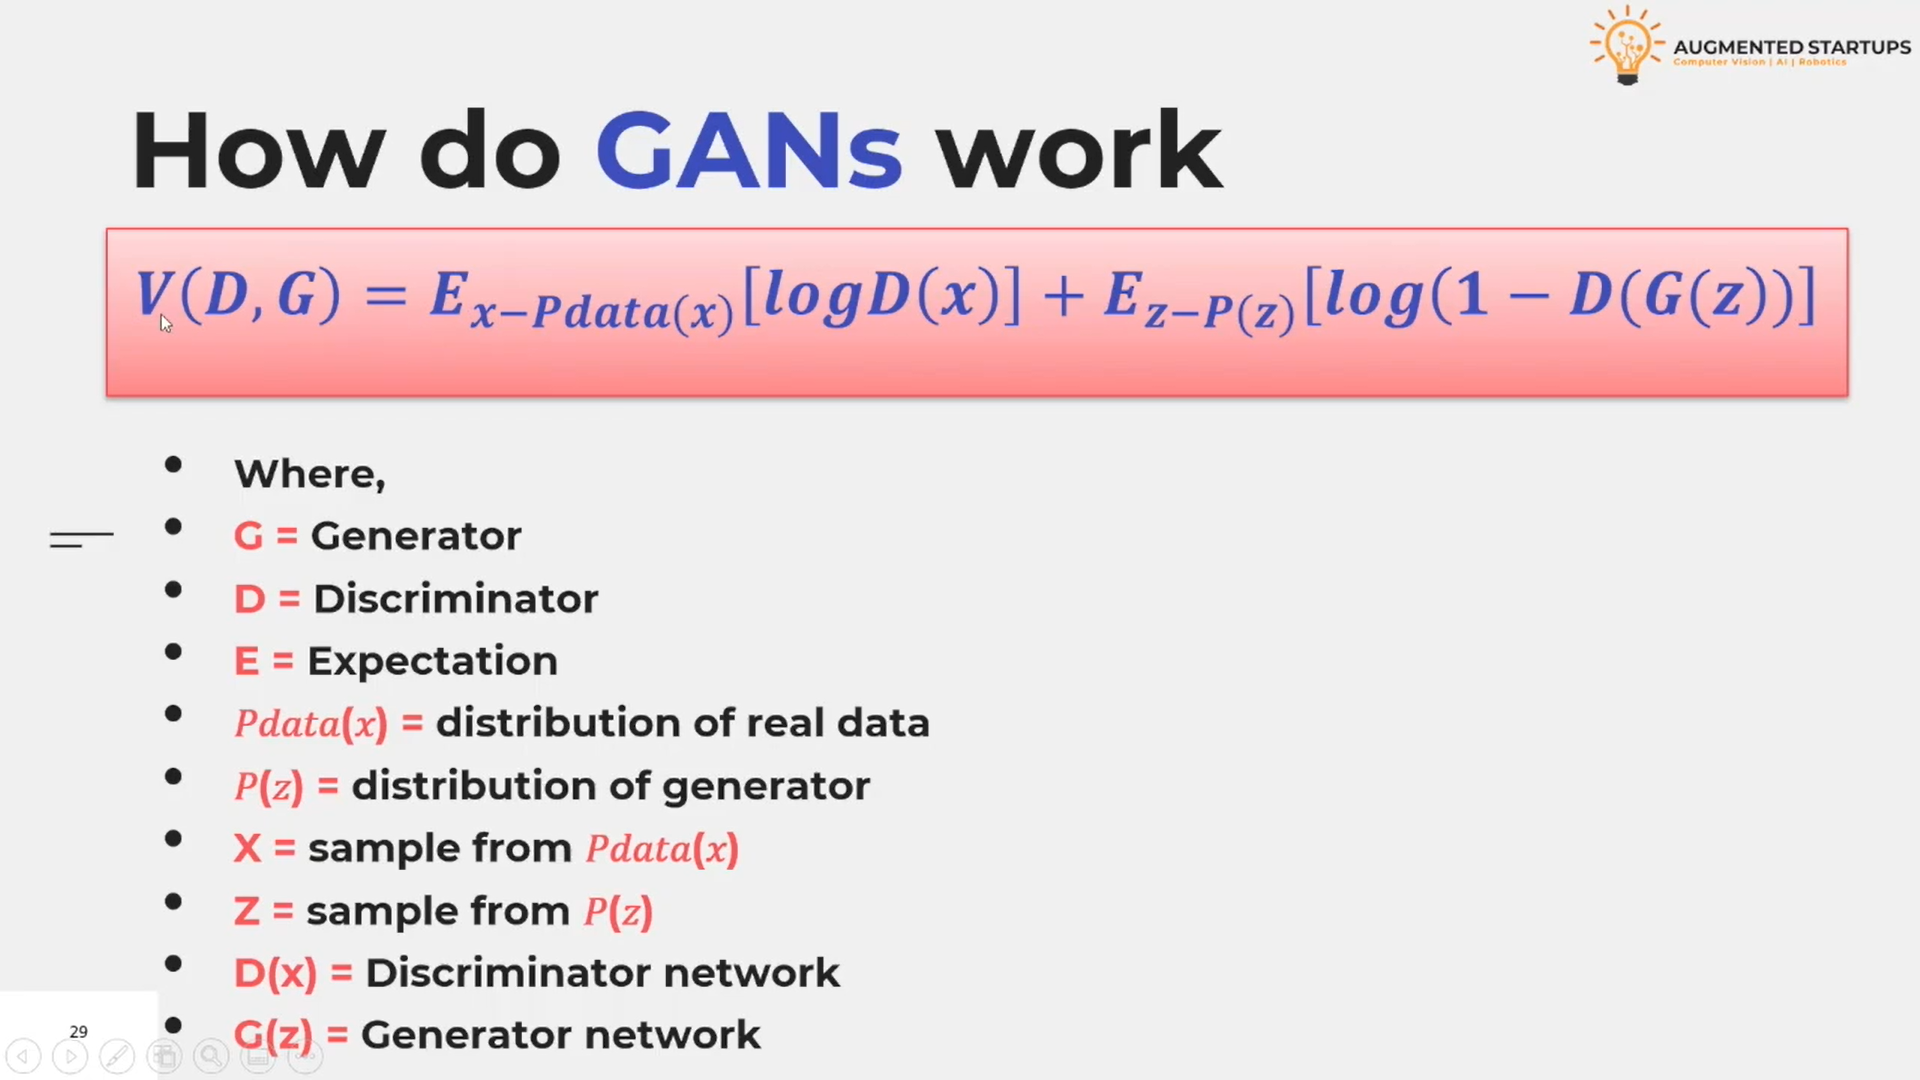 AUGMENTED STARTUPS
Computer Vision | AI | Robotics
How do GANs work
V(D, G) = E_{x−Pdata(x)}[logD(x)] + E_{z−P(z)}[log(1 − D(G(z))]
• Where,
• G = Generator
• D = Discriminator
• E = Expectation
• Pdata(x) = distribution of real data
• P(z) = distribution of generator
• X = sample from Pdata(x)
• Z = sample from P(z)
• D(x) = Discriminator network
• G(z) = Generator network
29